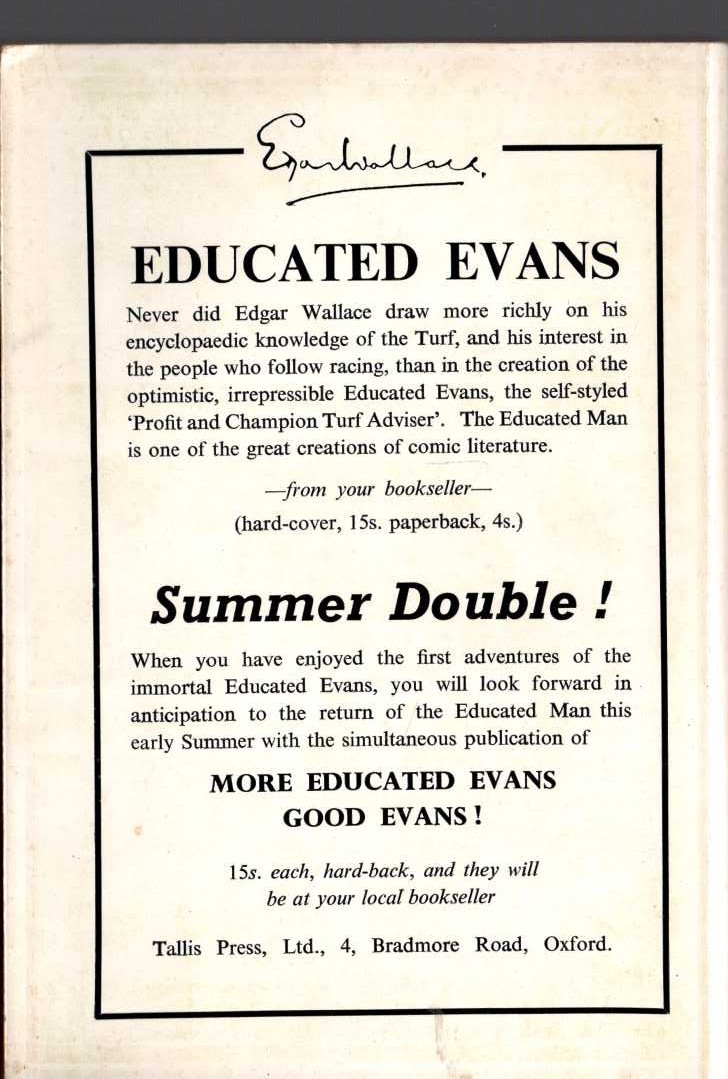 Edgar Wallace.
EDUCATED EVANS
Never did Edgar Wallace draw more richly on his
encyclopaedic knowledge of the Turf, and his interest in
the people who follow racing, than in the creation of the
optimistic, irrepressible Educated Evans, the self-styled
‘Profit and Champion Turf Adviser’. The Educated Man
is one of the great creations of comic literature.
—from your bookseller—
(hard-cover, 15s. paperback, 4s.)
Summer Double !
When you have enjoyed the first adventures of the
immortal Educated Evans, you will look forward in
anticipation to the return of the Educated Man this
early Summer with the simultaneous publication of
MORE EDUCATED EVANS
GOOD EVANS !
15s. each, hard-back, and they will
be at your local bookseller
Tallis Press, Ltd., 4, Bradmore Road, Oxford.